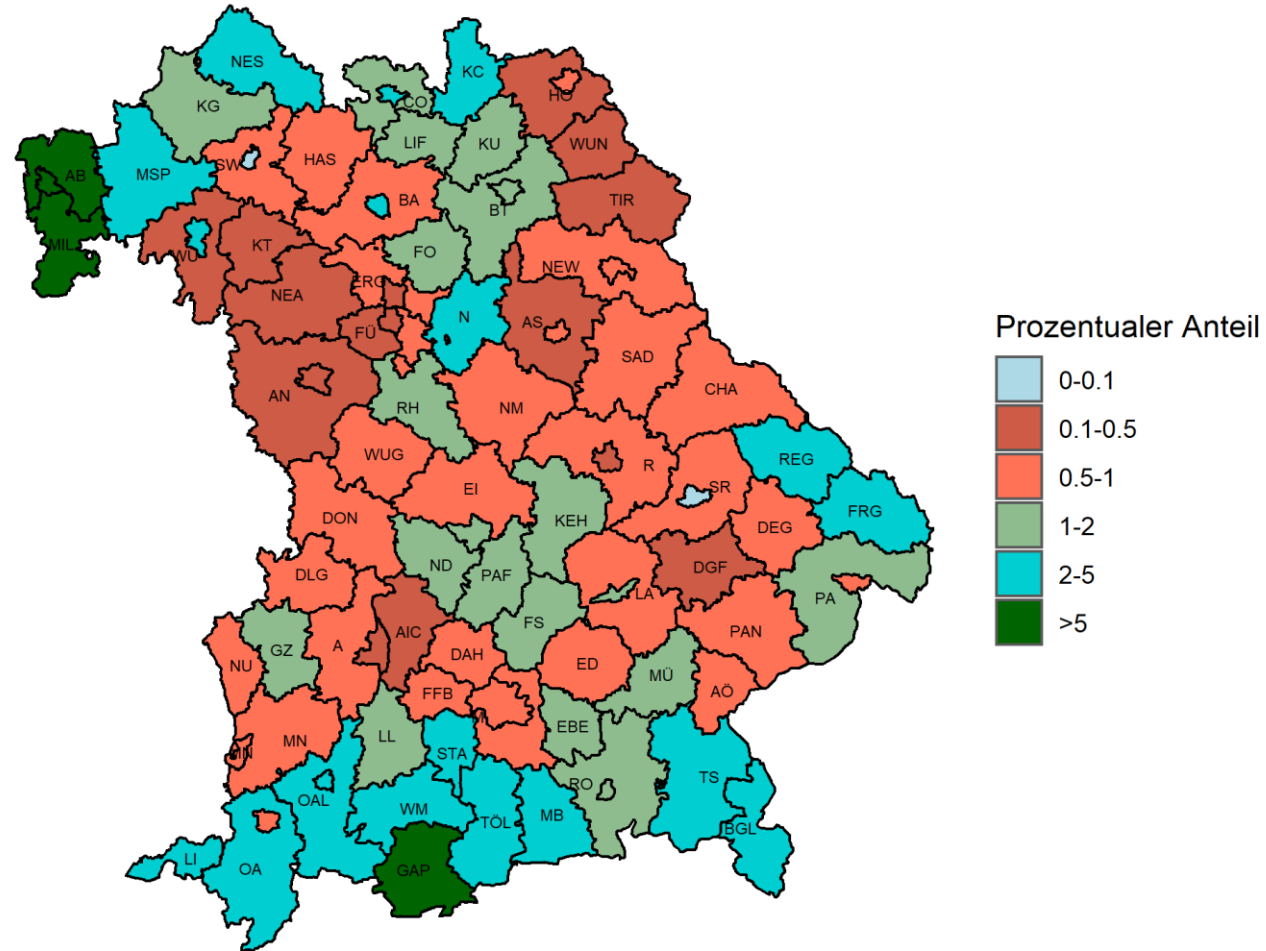 NES
KC
CO
HO
KG
LIF
KU
WUN
HAS
SW
AB
MSP
BA
BT
TIR
MIL
WÜ
KT
FO
NEW
ERC
NEA
N
AS
FÜ
SAD
CHA
AN
RH
NM
WUG
R
REG
EI
SR
FRG
DON
KEH
DEG
ND
PAF
DGF
DLG
PA
LA
AIC
FS
PAN
GZ
A
DAH
ED
NU
MÜ
AÖ
FFB
MN
LL
EBE
STA
OAL
RO
TS
WM
TÖL
MB
BGL
LI
OA
GAP
Prozentualer Anteil
0-0.1
0.1-0.5
0.5-1
1-2
2-5
>5